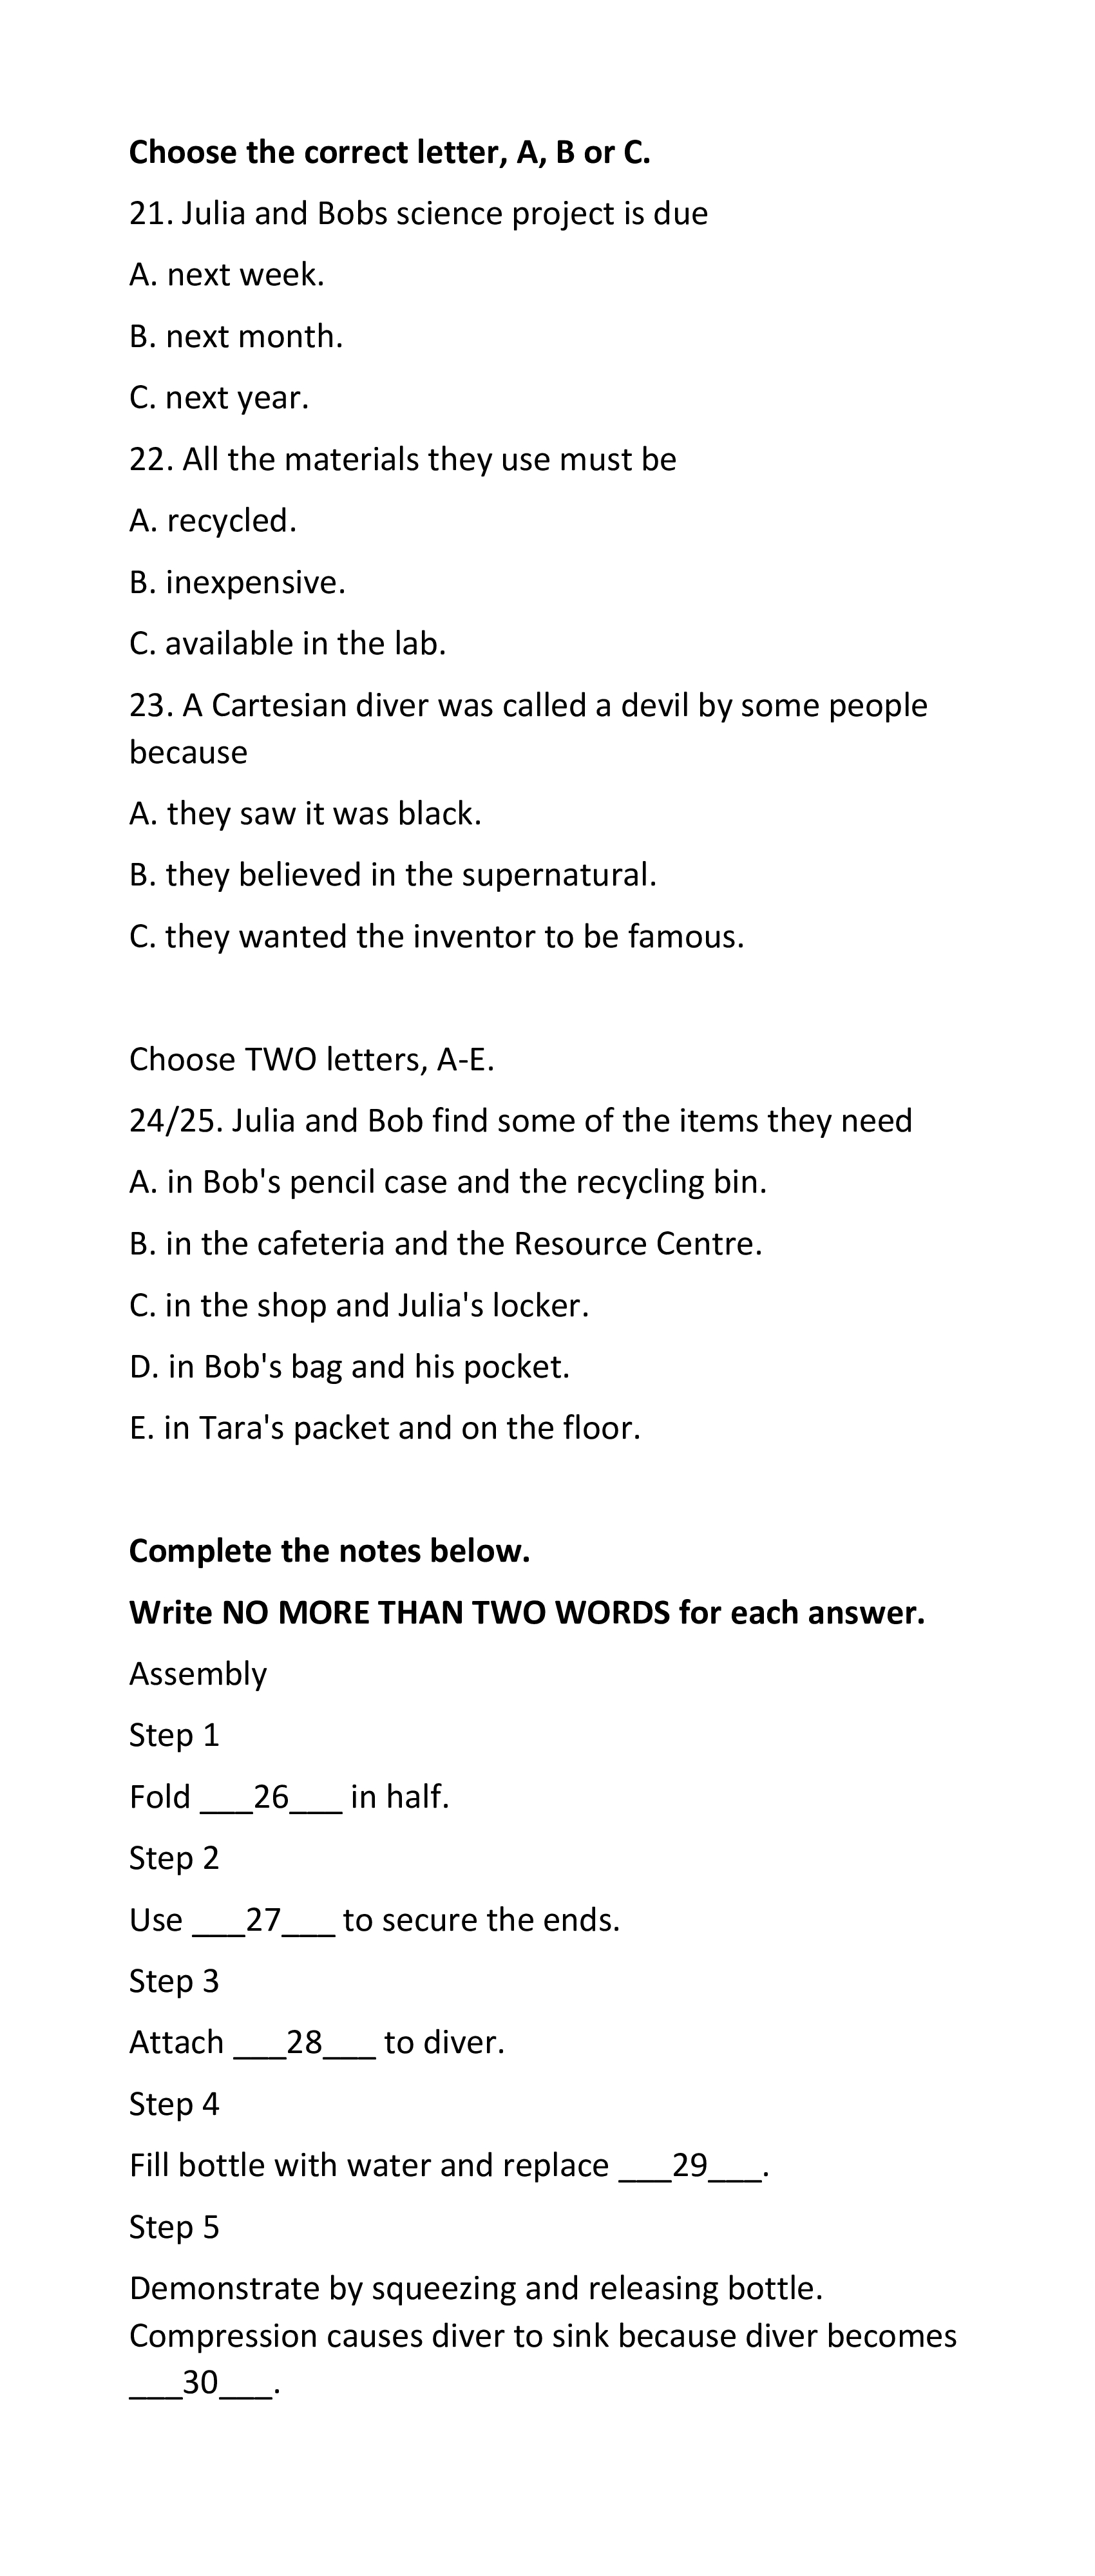 Choose the correct letter, A, B or C.
21. Julia and Bobs science project is due
A. next week.
B. next month.
C. next year.
22. All the materials they use must be
A. recycled.
B. inexpensive.
C. available in the lab.
23. A Cartesian diver was called a devil by some people
because
A. they saw it was black.
B. they believed in the supernatural.
C. they wanted the inventor to be famous.
Choose TWO letters, A-E.
24/25. Julia and Bob find some of the items they need
A. in Bob's pencil case and the recycling bin.
B. in the cafeteria and the Resource Centre.
C. in the shop and Julia's locker.
D. in Bob's bag and his pocket.
E. in Tara's packet and on the floor.
Complete the notes below.
Write NO MORE THAN TWO WORDS for each answer.
Assembly
Step 1
Fold ___26___ in half.
Step 2
Use ___27___ to secure the ends.
Step 3
Attach ___28___ to diver.
Step 4
Fill bottle with water and replace ___29___.
Step 5
Demonstrate by squeezing and releasing bottle.
Compression causes diver to sink because diver becomes
___30___.